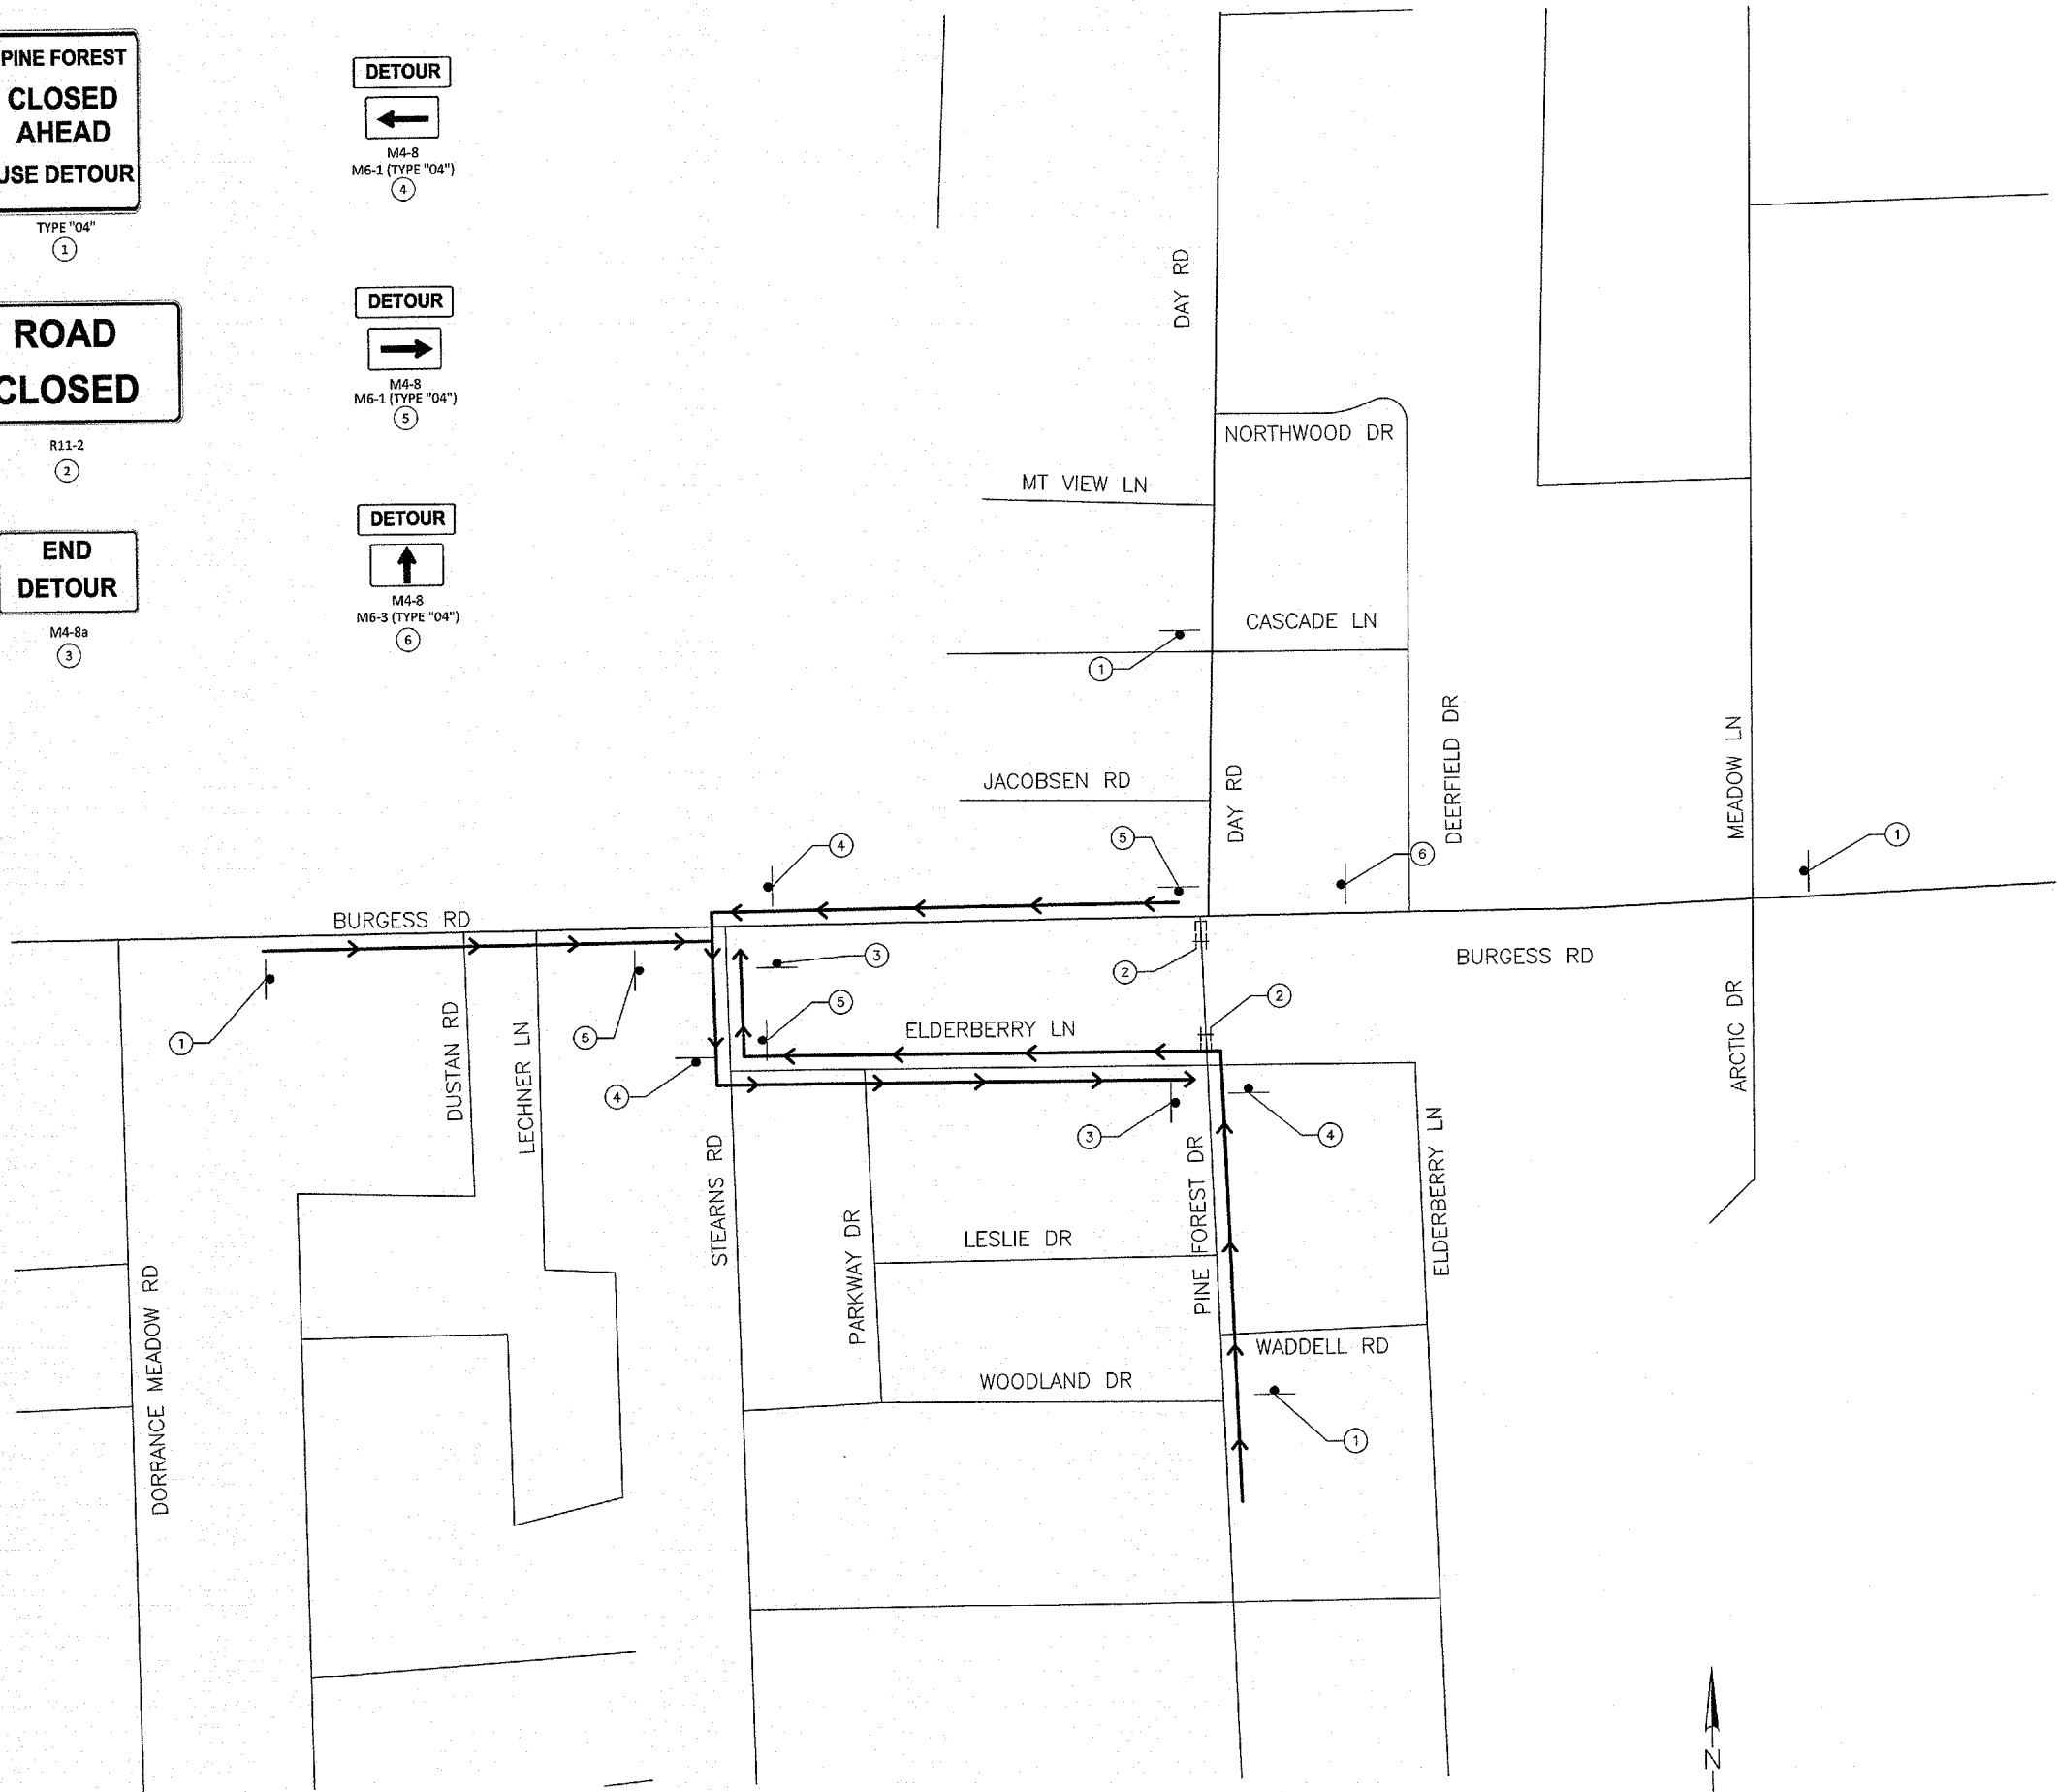 PINE FOREST
CLOSED
AHEAD
USE DETOUR
TYPE "04"
1
ROAD
CLOSED
R11-2
2
END
DETOUR
M4-8a
3
DETOUR
M4-8
M6-1 (TYPE "04")
4
DETOUR
M4-8
M6-1 (TYPE "04")
5
DETOUR
M4-8
M6-3 (TYPE "04")
6
DAY RD
NORTHWOOD DR
MT VIEW LN
CASCADE LN
1
DEERFIELD DR
MEADOW LN
JACOBSEN RD
DAY RD
4
5
6
1
BURGESS RD
3
2
BURGESS RD
1
5
5
ELDERBERRY LN
2
ARCTIC DR
DUSTAN RD
LECHNER LN
4
3
4
STEARNS RD
PARKWAY DR
LESLIE DR
PINE FOREST DR
ELDERBERRY LN
DORRANCE MEADOW RD
WADDELL RD
WOODLAND DR
1
N